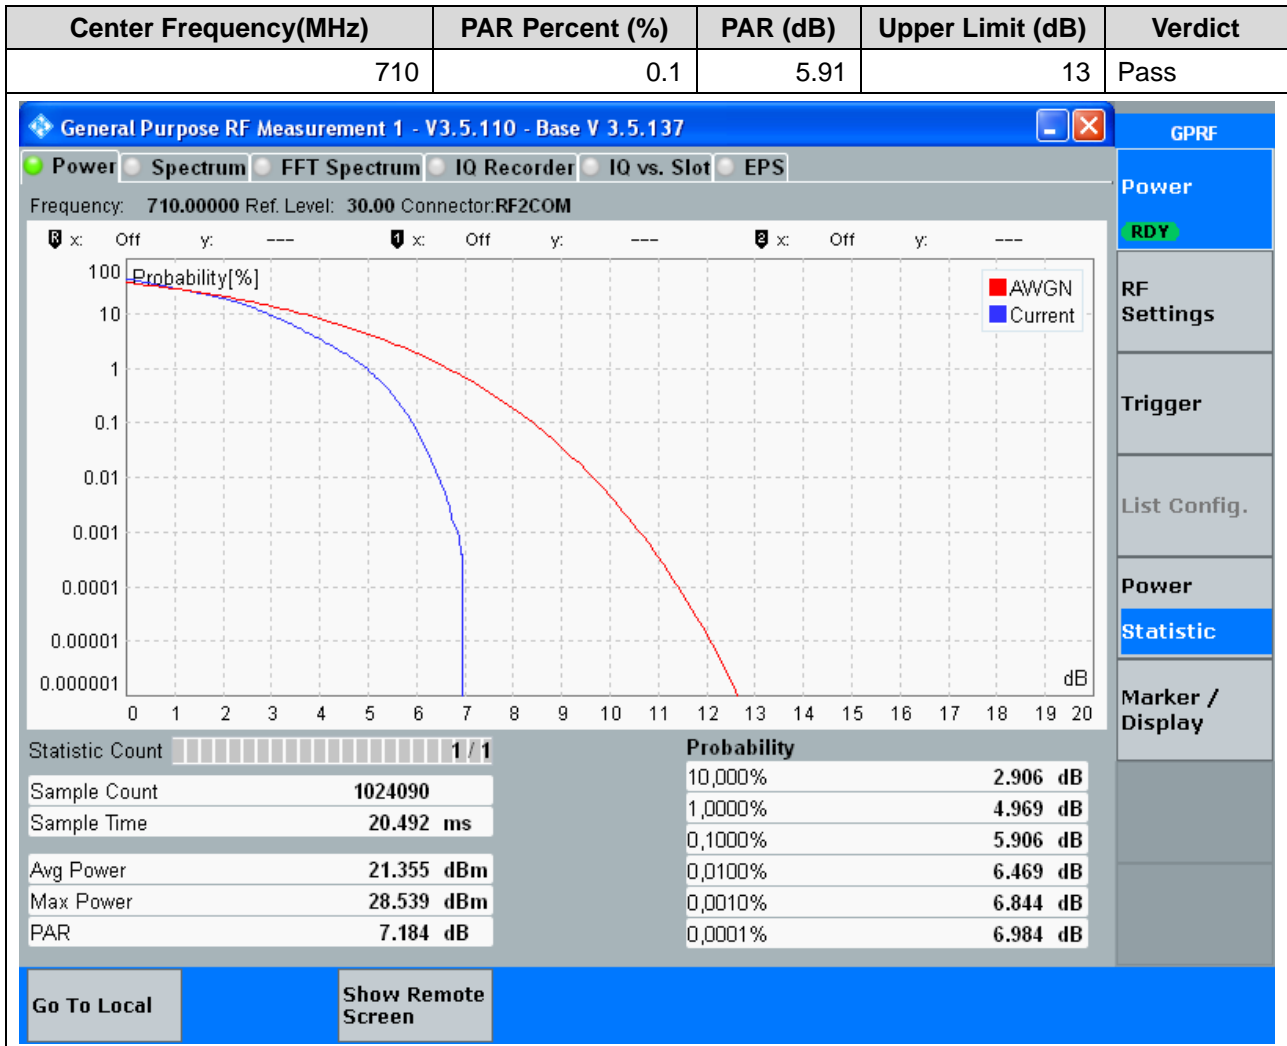 Center Frequency(MHz) PAR Percent (%) PAR (dB) Upper Limit (dB) Verdict
710 0.1 5.91 13 Pass
General Purpose RF Measurement 1 - V3.5.110 - Base V 3.5.137
GPRF
Power Spectrum FFT Spectrum IQ Recorder IQ vs. Slot EPS
Frequency: 710.00000 Ref. Level: 30.00 Connector:RF2COM
R x: Off y: --- 1 x: Off y: --- 2 x: Off y: ---
Probability[%]
AWGN
Current
100
10
1
0.1
0.01
0.001
0.0001
0.00001
0.000001
dB
0 1 2 3 4 5 6 7 8 9 10 11 12 13 14 15 16 17 18 19 20
Statistic Count 1 / 1
Sample Count 1024090
Sample Time 20.492 ms
Avg Power 21.355 dBm
Max Power 28.539 dBm
PAR 7.184 dB
Probability
10,000% 2.906 dB
1,0000% 4.969 dB
0,1000% 5.906 dB
0,0100% 6.469 dB
0,0010% 6.844 dB
0,0001% 6.984 dB
Power
RDY
RF
Settings
Trigger
List Config.
Power
Statistic
Marker /
Display
Go To Local
Show Remote
Screen